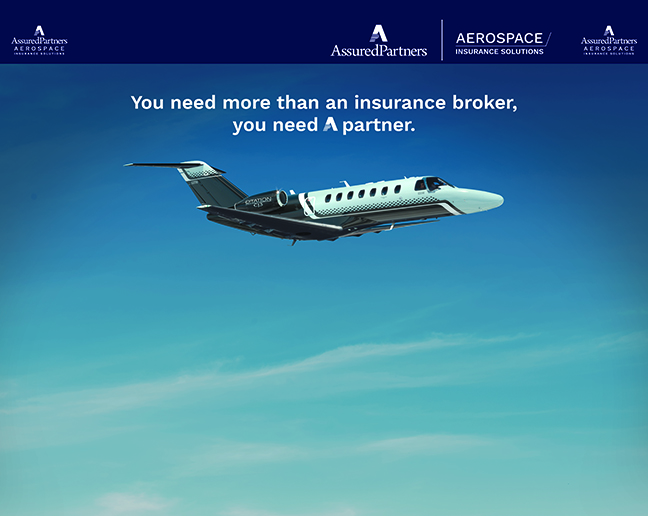 AssuredPartners
AEROSPACE
INSURANCE SOLUTIONS
AssuredPartners
AEROSPACE/
INSURANCE SOLUTIONS
AssuredPartners
AEROSPACE
INSURANCE SOLUTIONS
You need more than an insurance broker,
you need A partner.
CITATION
CJ3